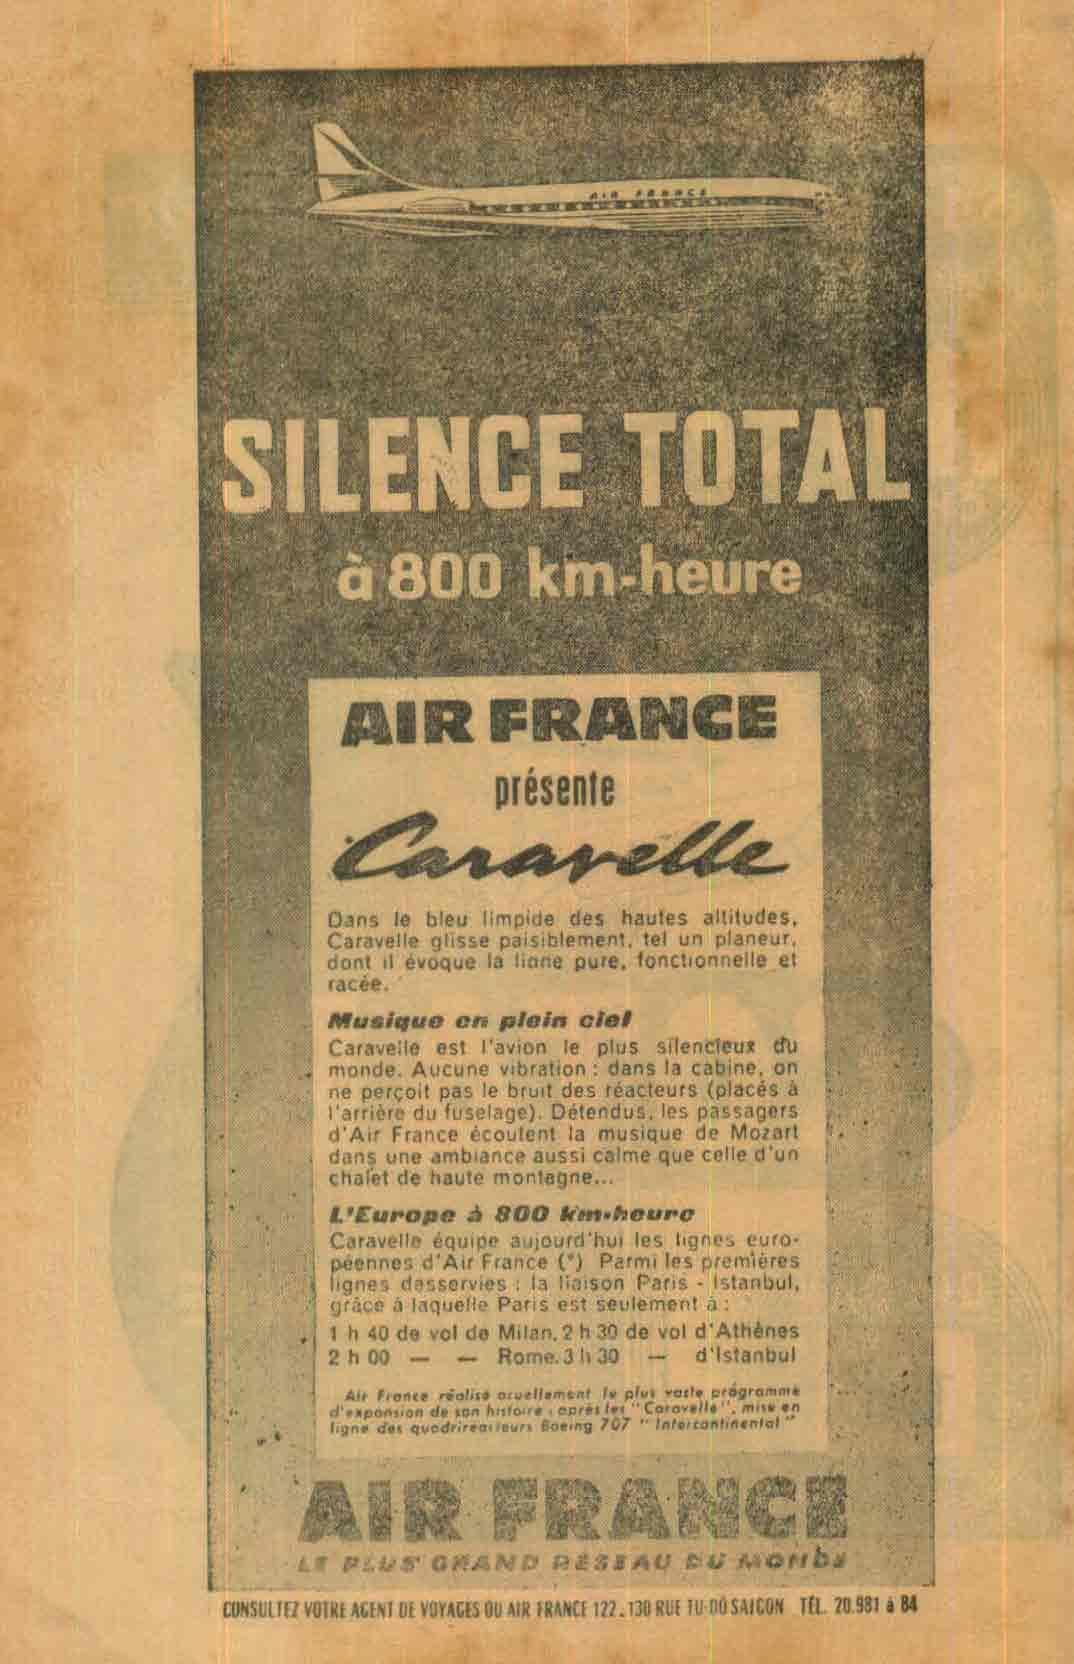 AIR FRANCE
SILENCE TOTAL
à 800 km-heure
AIR FRANCE
présente
Caravelle
Dans le bleu limpide des hautes altitudes,
Caravelle glisse paisiblement, tel un planeur,
dont il évoque la ligne pure, fonctionnelle et
racée.
Musique en plein ciel
Caravelle est l'avion le plus silencieux du
monde. Aucune vibration : dans la cabine, on
ne perçoit pas le bruit des réacteurs (placés à
l'arrière du fuselage). Détendus, les passagers
d'Air France écoutent la musique de Mozart
dans une ambiance aussi calme que celle d'un
chalet de haute montagne...
L'Europe à 800 km-heure
Caravelle équipe aujourd'hui les lignes euro-
péennes d'Air France (*) Parmi les premières
lignes desservies : la liaison Paris - Istanbul,
grâce à laquelle Paris est seulement à :
1 h 40 de vol de Milan, 2 h 30 de vol d'Athènes
2 h 00 — — Rome, 3 h 30 — d'Istanbul
Air France réalise acuellement le plus vaste programme
d'expansion de son histoire : après les "Caravelle", mise en
ligne des quadriréacteurs Boeing 707 "Intercontinental"
AIR FRANCE
LE PLUS GRAND RÉSEAU DU MONDE
CONSULTEZ VOTRE AGENT DE VOYAGES OU AIR FRANCE 122.130 RUE TU-DÔ SAIGON TÉL. 20.981 à 84